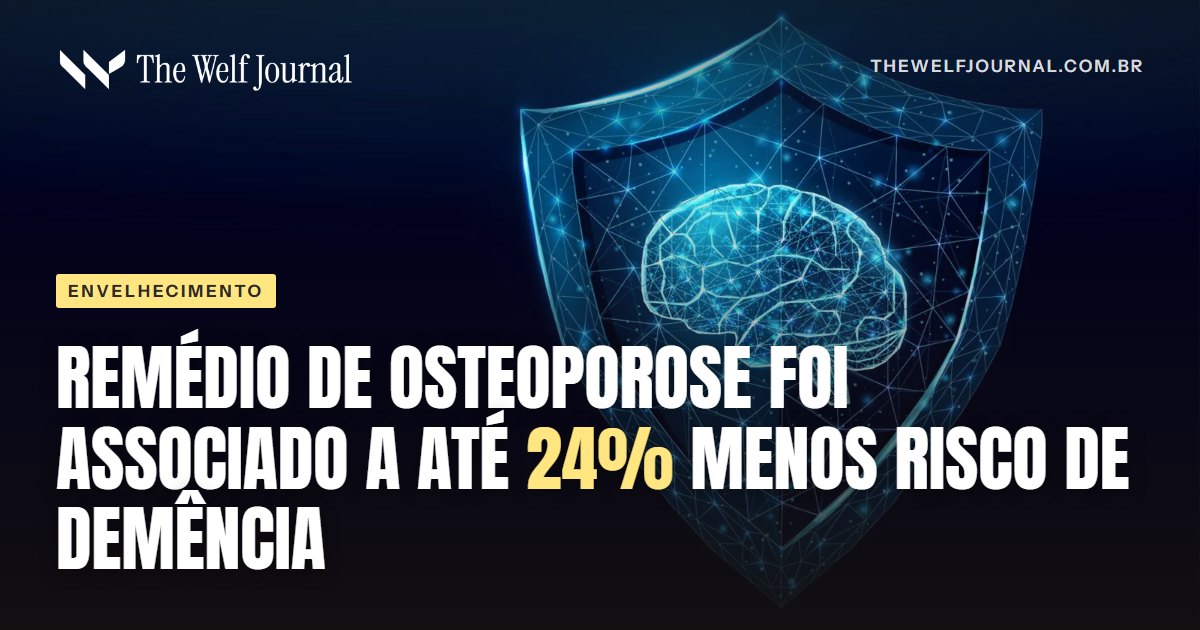 The Welf Journal
THEWELFJOURNAL.COM.BR
ENVELHECIMENTO
REMÉDIO DE OSTEOPOROSE FOI
ASSOCIADO A ATÉ 24% MENOS RISCO DE
DEMÊNCIA